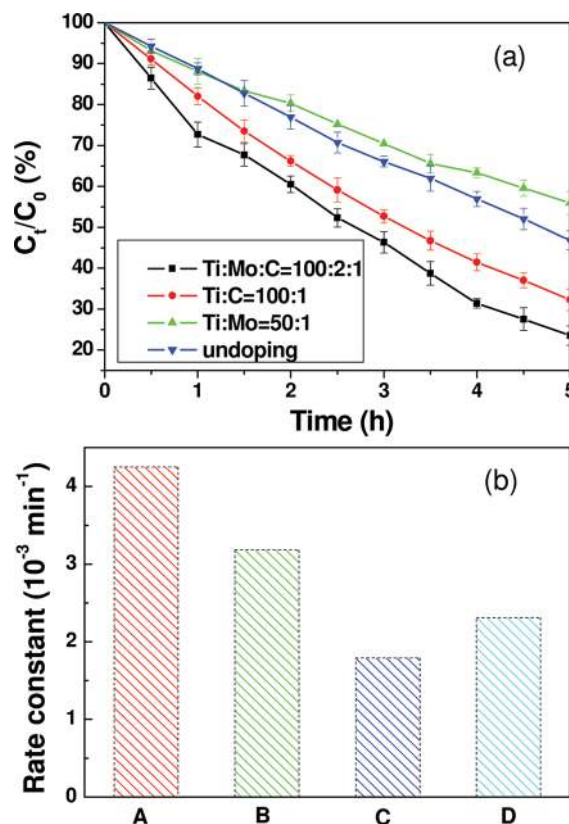 (a)
100
90
80
70
60
50
40
30
20
C_t/C_0 (%)
Ti:Mo:C=100:2:1
Ti:C=100:1
Ti:Mo=50:1
undoping
0 1 2 3 4 5
Time (h)
(b)
4
3
2
1
0
Rate constant (10⁻³ min⁻¹)
A B C D